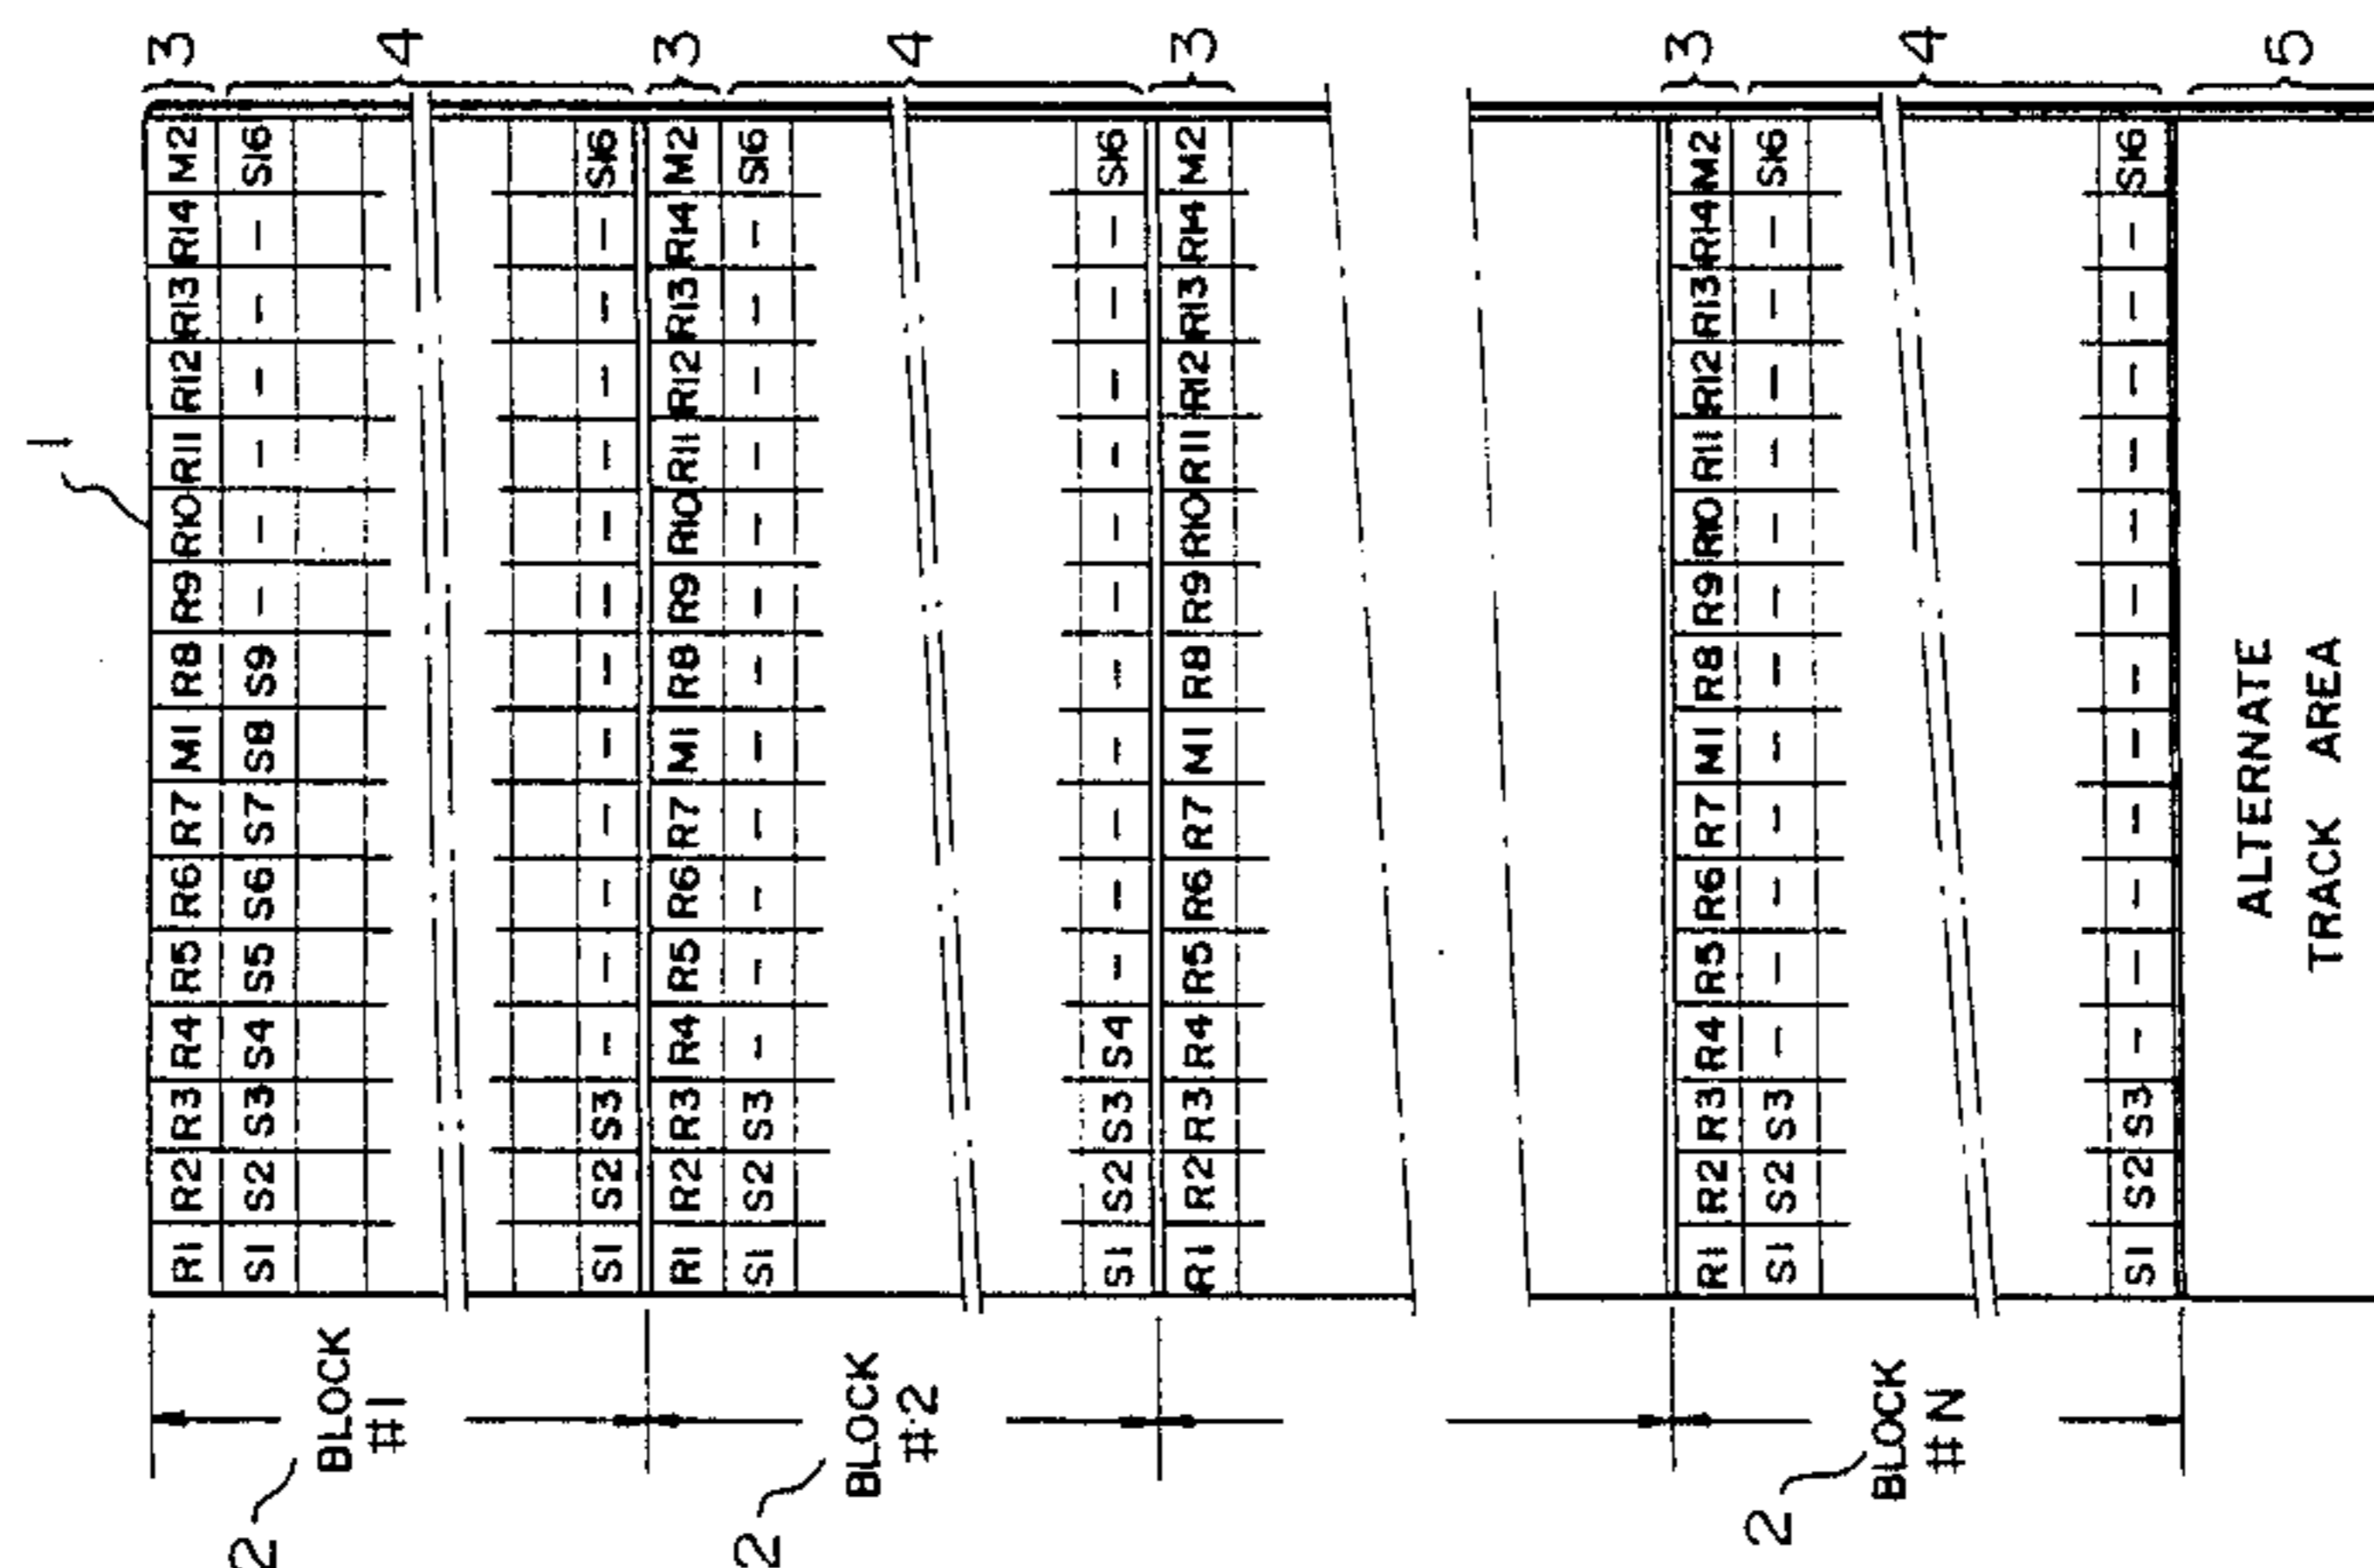 1
R1 R2 R3 R4 R5 R6 R7 M1 R8 R9 R10 R11 R12 R13 R14 M2 3
S1 S2 S3 S4 S5 S6 S7 S8 S9 – – – – – – S16
2 BLOCK 4
#1
S1 S2 S3 – – – – – – – – – – – – S16
R1 R2 R3 R4 R5 R6 R7 M1 R8 R9 R10 R11 R12 R13 R14 M2 3
S1 S2 S3 – – – – – – – – – – – – S16
2 BLOCK 4
#2
S1 S2 S3 S4 – – – – – – – – – – – S16
R1 R2 R3 R4 R5 R6 R7 M1 R8 R9 R10 R11 R12 R13 R14 M2 3
R1 R2 R3 R4 R5 R6 R7 M1 R8 R9 R10 R11 R12 R13 R14 M2 3
S1 S2 S3 – – – – – – – – – – – – S16
2 BLOCK 4
#N
S1 S2 S3 – – – – – – – – – – – – S16
ALTERNATE 5
TRACK AREA